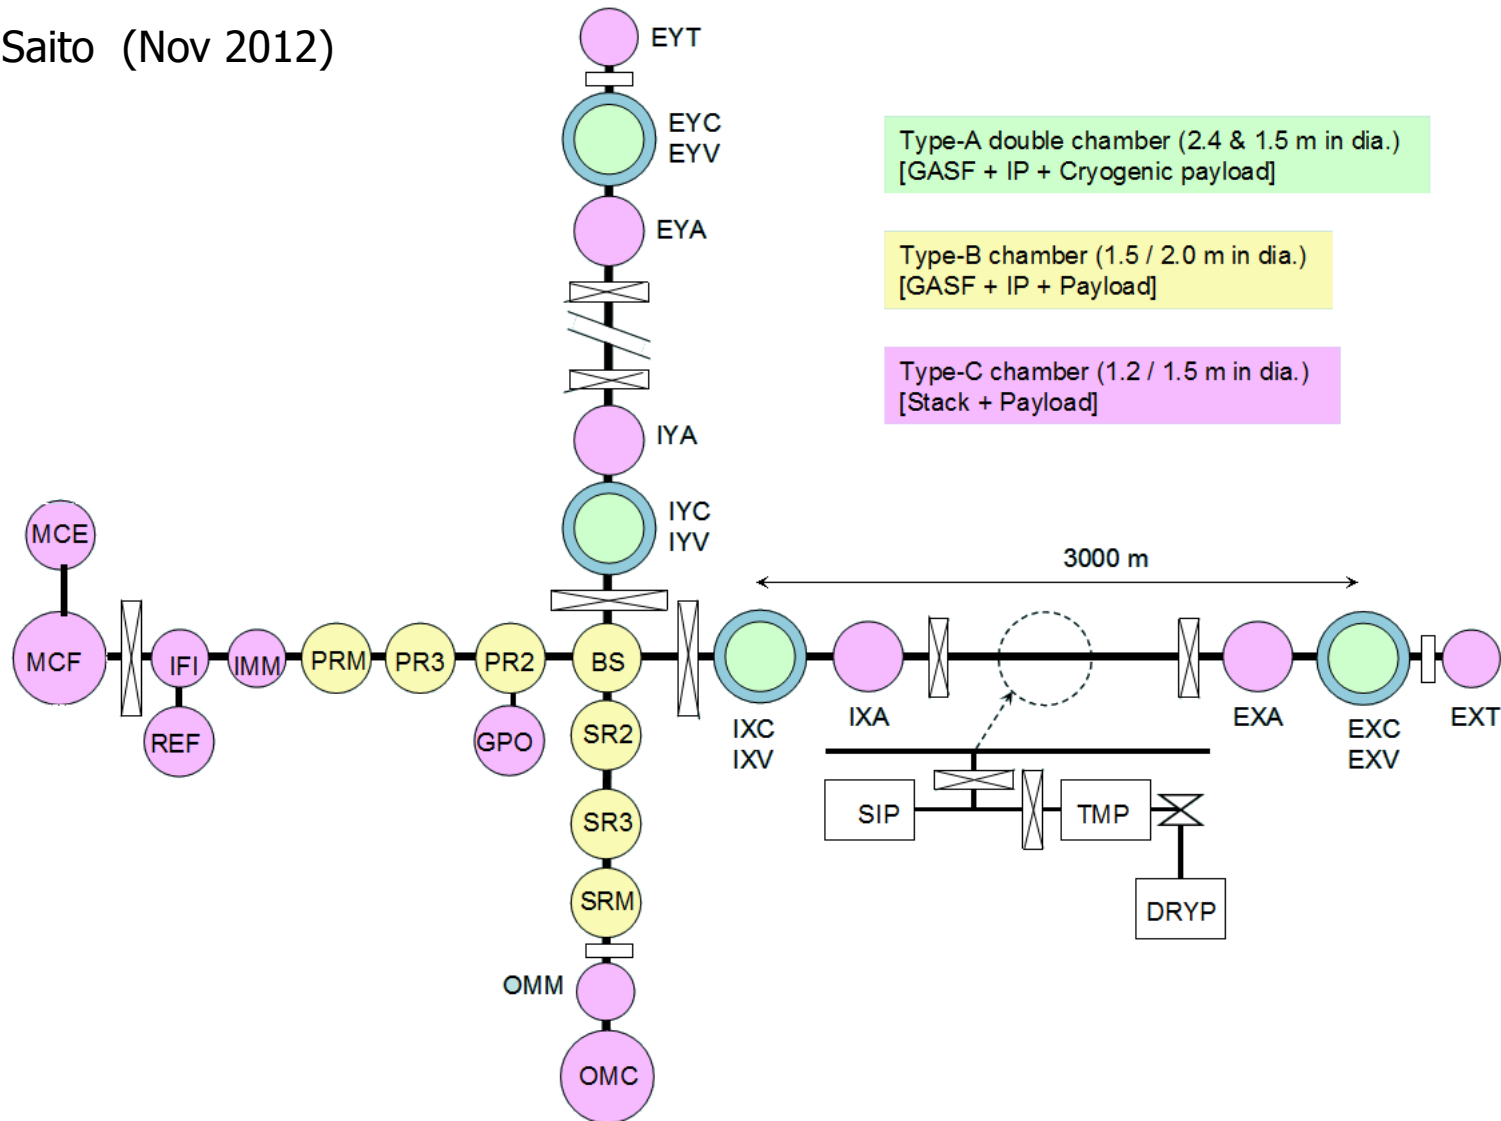 Saito (Nov 2012)
EYT
EYC
EYV
Type-A double chamber (2.4 & 1.5 m in dia.)
[GASF + IP + Cryogenic payload]
EYA
Type-B chamber (1.5 / 2.0 m in dia.)
[GASF + IP + Payload]
Type-C chamber (1.2 / 1.5 m in dia.)
[Stack + Payload]
IYA
IYC
IYV
MCE
3000 m
MCF
IFI
IMM
PRM
PR3
PR2
BS
REF
GPO
SR2
IXC
IXV
IXA
EXA
EXC
EXV
EXT
SR3
SIP
TMP
SRM
DRYP
OMM
OMC